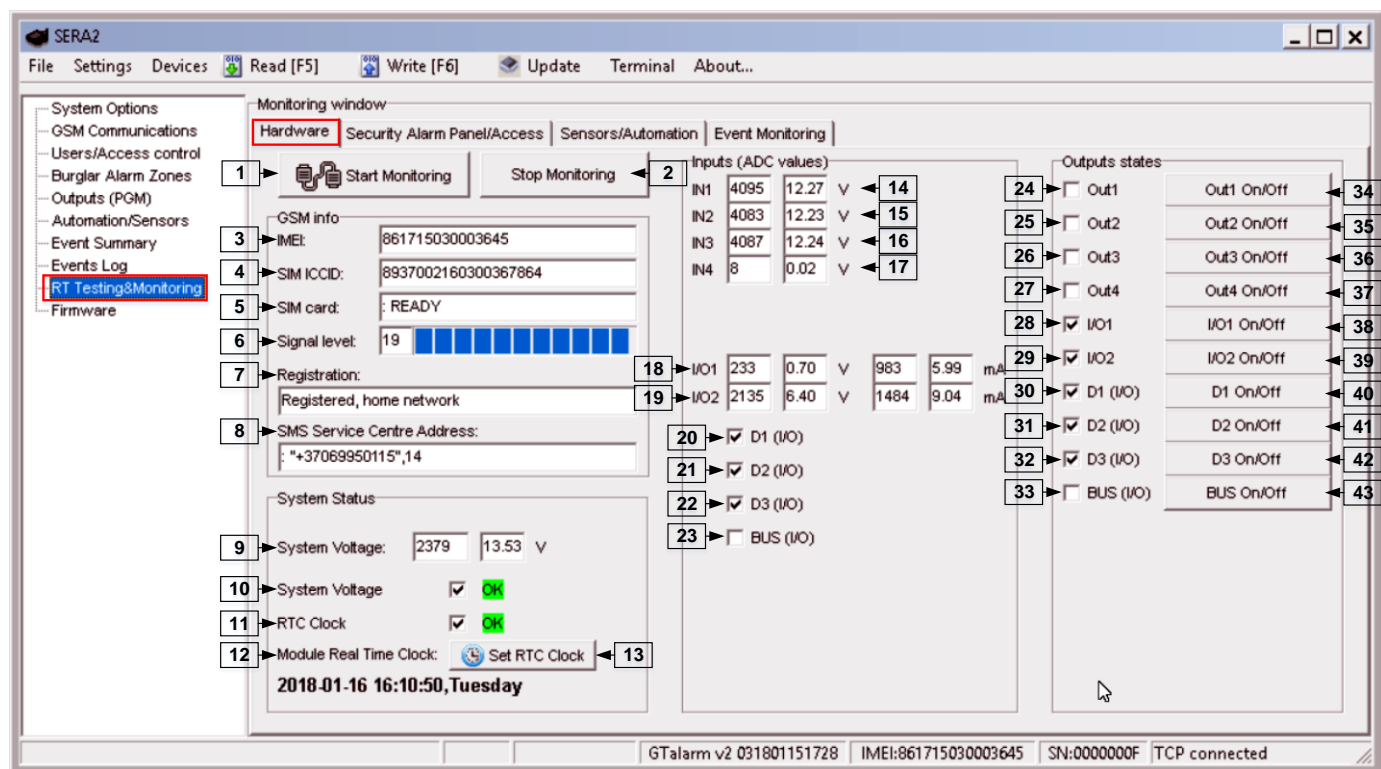 SERA2
File Settings Devices Read [F5] Write [F6] Update Terminal About...
System Options
GSM Communications
Users/Access control
Burglar Alarm Zones
Outputs (PGM)
Automation/Sensors
Event Summary
Events Log
RT Testing&Monitoring
Firmware
Monitoring window
Hardware Security Alarm Panel/Access Sensors/Automation Event Monitoring
1 Start Monitoring Stop Monitoring 2
GSM info
3 IMEI: 861715030003645
4 SIM ICCID: 8937002160300367864
5 SIM card: : READY
6 Signal level: 19
7 Registration:
Registered, home network
8 SMS Service Centre Address:
: "+37069950115",14
System Status
9 System Voltage: 2379 13.53 V
10 System Voltage OK
11 RTC Clock OK
12 Module Real Time Clock: Set RTC Clock 13
2018-01-16 16:10:50,Tuesday
Inputs (ADC values)
IN1 4095 12.27 V 14
IN2 4083 12.23 V 15
IN3 4087 12.24 V 16
IN4 8 0.02 V 17
18 I/O1 233 0.70 V 983 5.99 mA
19 I/O2 2135 6.40 V 1484 9.04 mA
20 D1 (I/O)
21 D2 (I/O)
22 D3 (I/O)
23 BUS (I/O)
Outputs states
24 Out1 Out1 On/Off 34
25 Out2 Out2 On/Off 35
26 Out3 Out3 On/Off 36
27 Out4 Out4 On/Off 37
28 I/O1 I/O1 On/Off 38
29 I/O2 I/O2 On/Off 39
30 D1 (I/O) D1 On/Off 40
31 D2 (I/O) D2 On/Off 41
32 D3 (I/O) D3 On/Off 42
33 BUS (I/O) BUS On/Off 43
GTalarm v2 031801151728 IMEI:861715030003645 SN:0000000F TCP connected